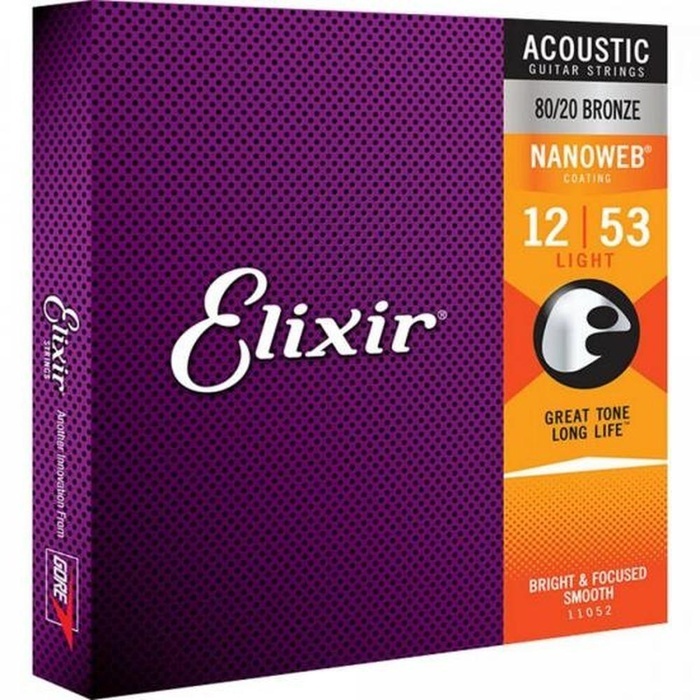 Elixir®
ACOUSTIC
GUITAR STRINGS
80/20 BRONZE
NANOWEB®
COATING
12 | 53
LIGHT
GREAT TONE
LONG LIFE™
BRIGHT & FOCUSED
SMOOTH
11052
Elixir
STRINGS
Another Innovation From
GORE